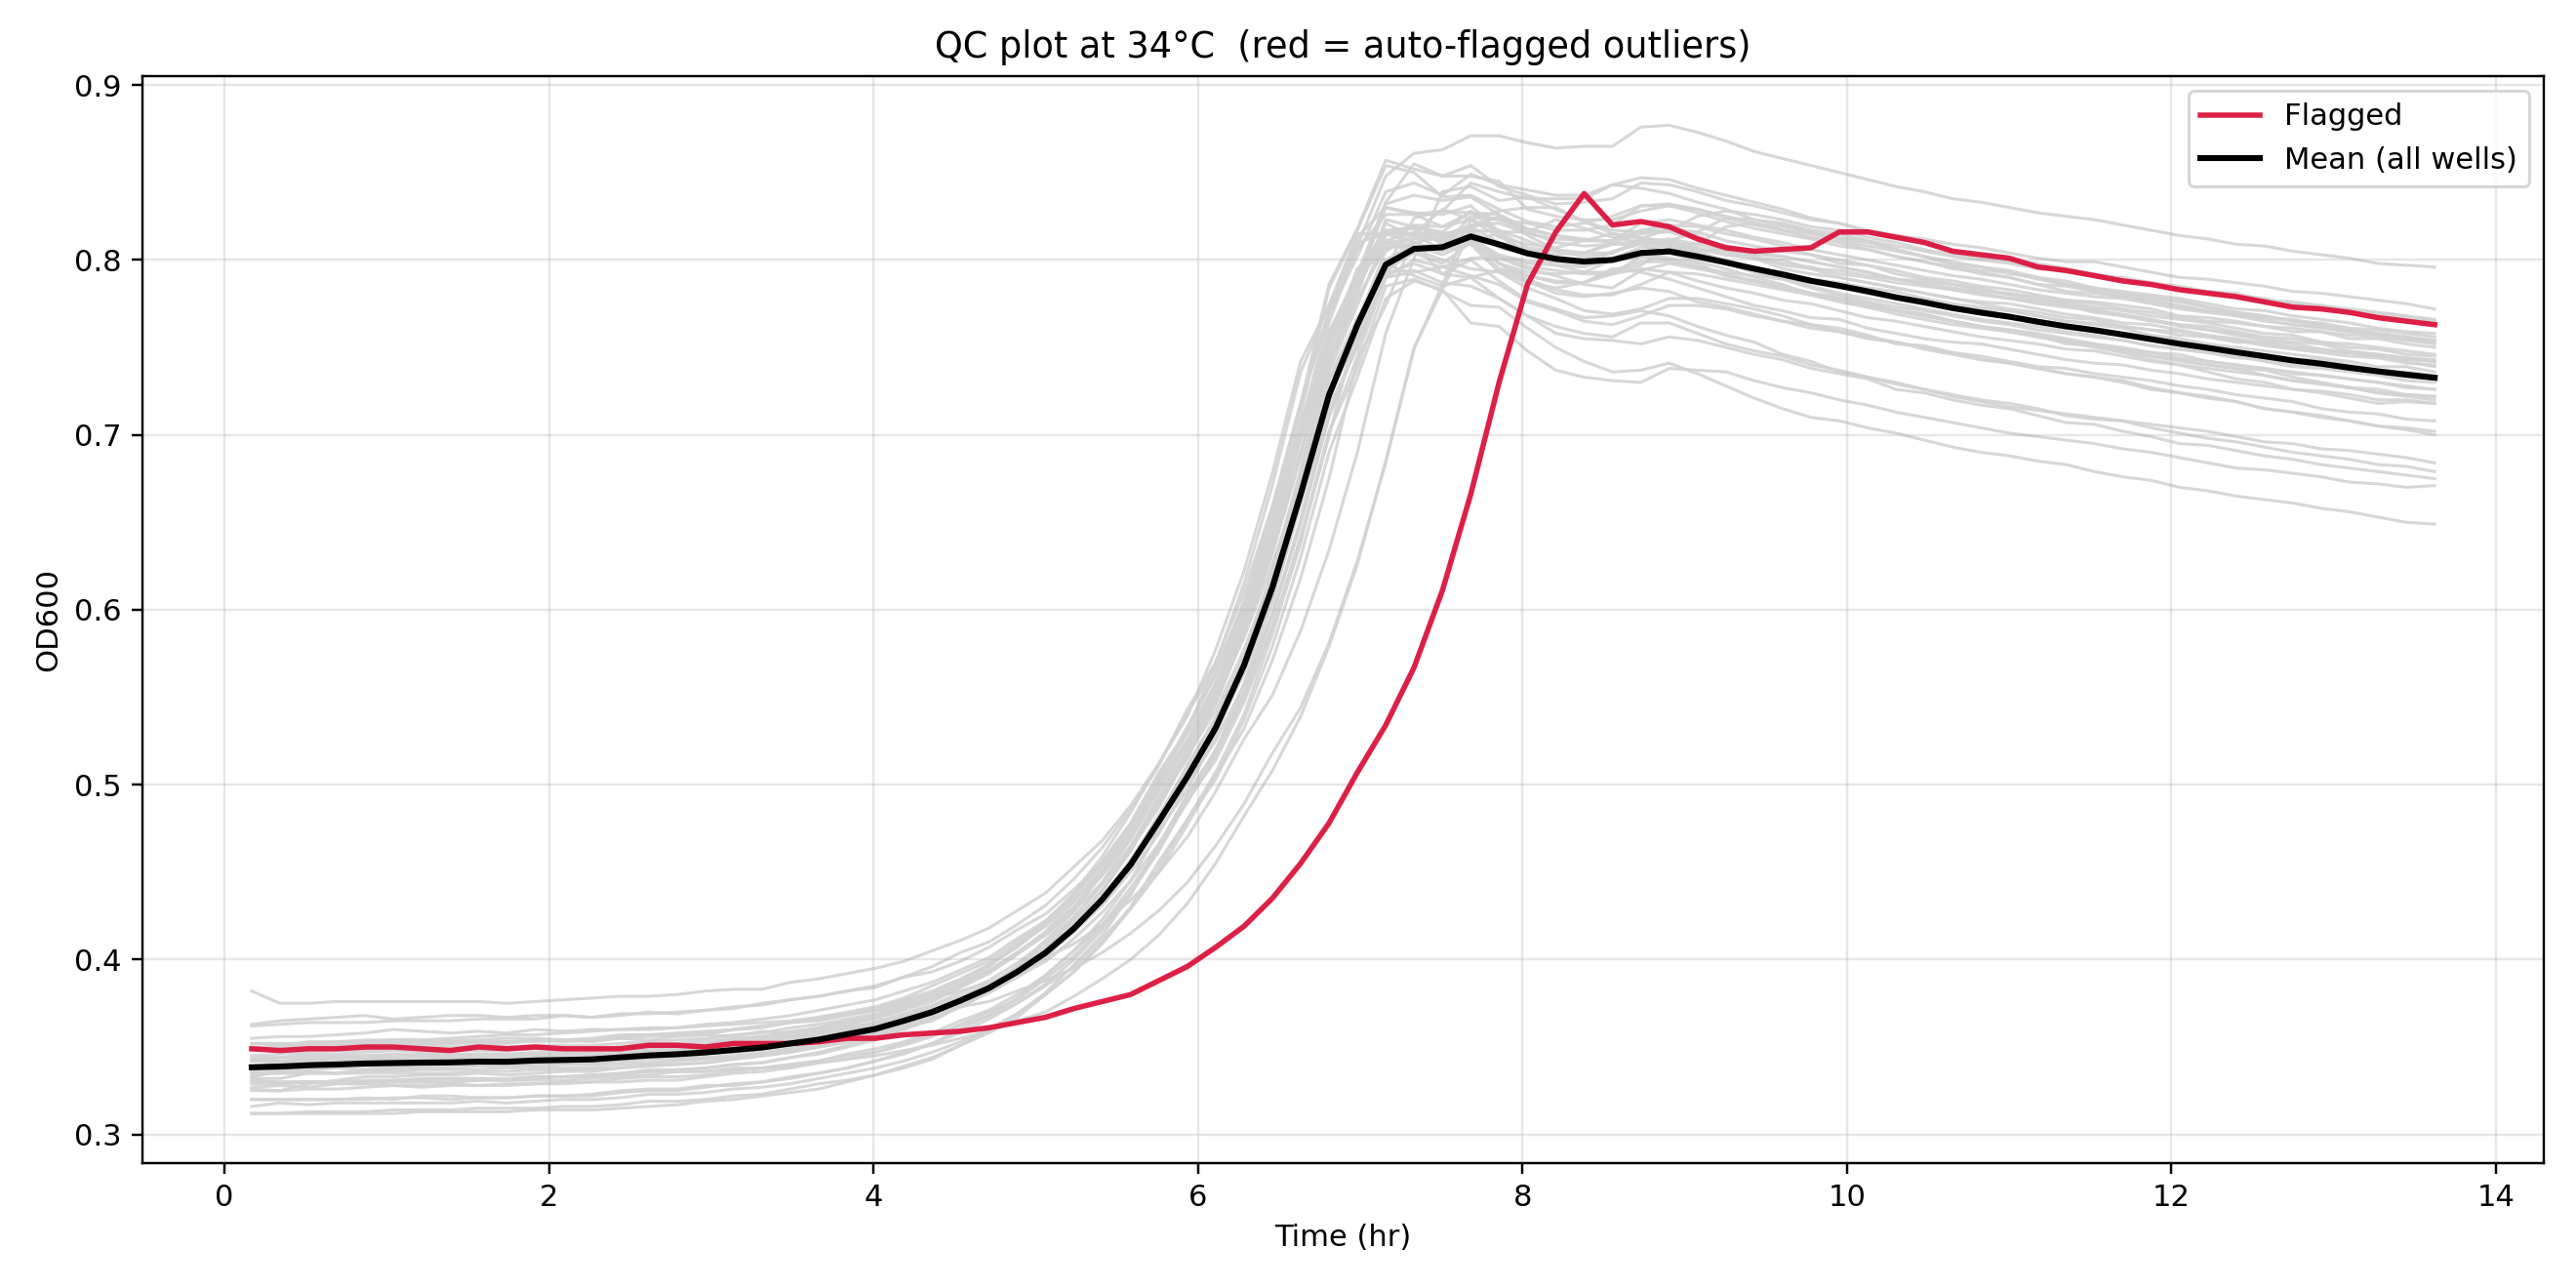 QC plot at 34°C  (red = auto-flagged outliers)
Flagged
Mean (all wells)
OD600
0.9
0.8
0.7
0.6
0.5
0.4
0.3
0 2 4 6 8 10 12 14
Time (hr)